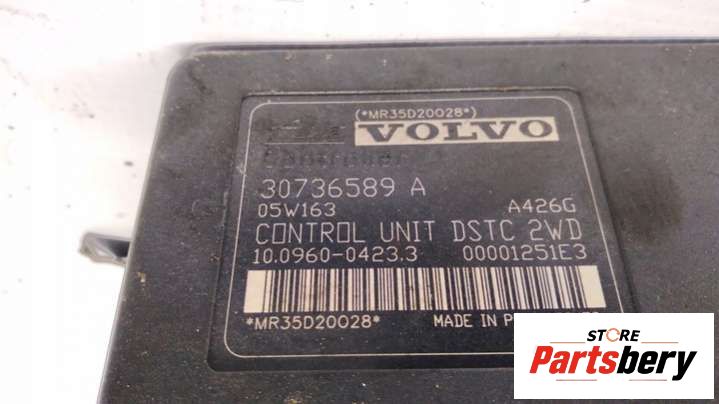 (*MR35D20028*)
VOLVO
30736589 A
05W163 A426G
CONTROL UNIT DSTC 2WD
10.0960-0423.3 00001251E3
*MR35D20028* MADE IN
STORE
Partsbery